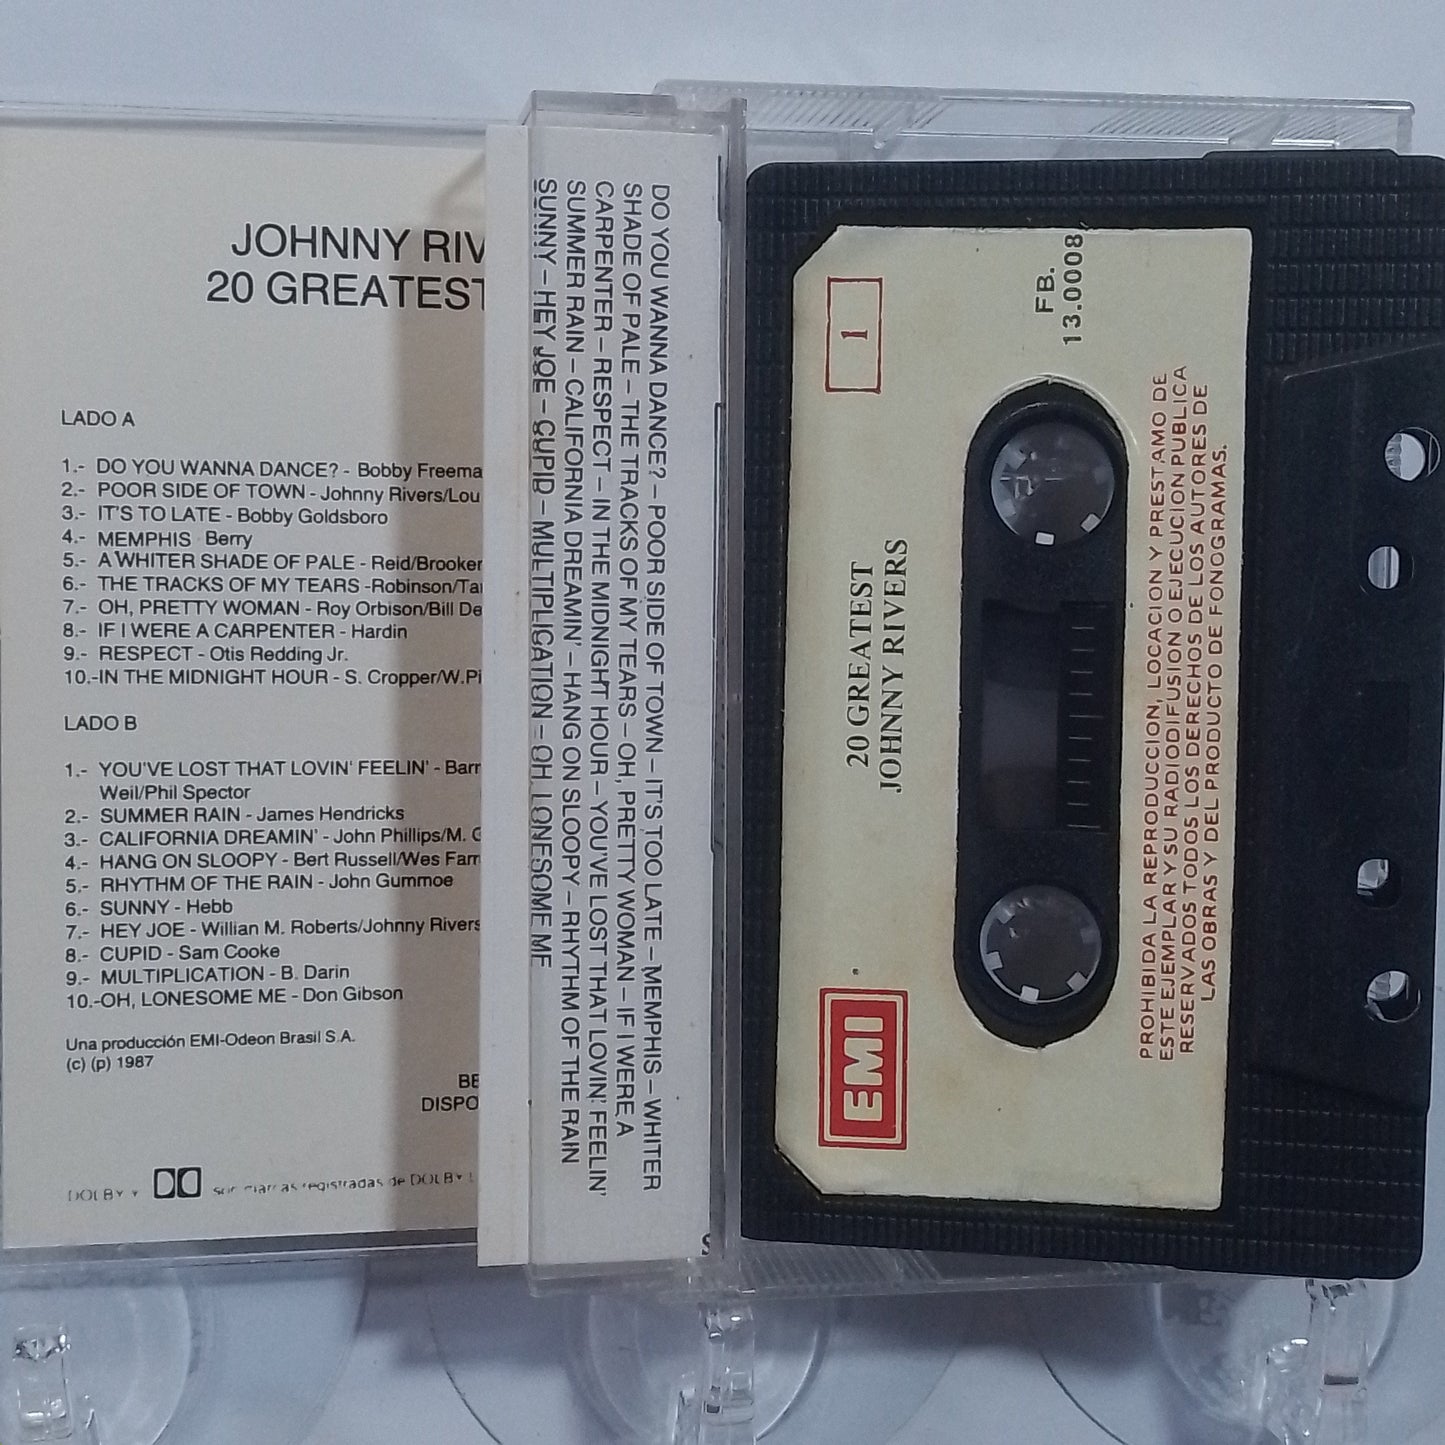 JOHNNY RIV
20 GREATEST
LADO A
1.- DO YOU WANNA DANCE? - Bobby Freema
2.- POOR SIDE OF TOWN - Johnny Rivers/Lou
3.- IT'S TO LATE - Bobby Goldsboro
4.- MEMPHIS Berry
5.- A WHITER SHADE OF PALE - Reid/Brooker
6.- THE TRACKS OF MY TEARS -Robinson/Tar
7.- OH, PRETTY WOMAN - Roy Orbison/Bill De
8.- IF I WERE A CARPENTER - Hardin
9.- RESPECT - Otis Redding Jr.
10.-IN THE MIDNIGHT HOUR - S. Cropper/W.Pi
LADO B
1.- YOU'VE LOST THAT LOVIN' FEELIN' - Barr
Weil/Phil Spector
2.- SUMMER RAIN - James Hendricks
3.- CALIFORNIA DREAMIN' - John Phillips/M. G
4.- HANG ON SLOOPY - Bert Russell/Wes Farr
5.- RHYTHM OF THE RAIN - John Gummoe
6.- SUNNY - Hebb
7.- HEY JOE - Willian M. Roberts/Johnny Rivers
8.- CUPID - Sam Cooke
9.- MULTIPLICATION - B. Darin
10.-OH, LONESOME ME - Don Gibson
Una producción EMI-Odeon Brasil S.A.
(c) (p) 1987
BE
DISPO
DOLBY y son marcas registradas de DOLBY L
DO YOU WANNA DANCE? – POOR SIDE OF TOWN – IT'S TOO LATE – MEMPHIS – WHITER
SHADE OF PALE – THE TRACKS OF MY TEARS – OH, PRETTY WOMAN – IF I WERE A
CARPENTER – RESPECT – IN THE MIDNIGHT HOUR – YOU'VE LOST THAT LOVIN' FEELIN'
SUMMER RAIN – CALIFORNIA DREAMIN' – HANG ON SLOOPY – RHYTHM OF THE RAIN
SUNNY – HEY JOE – CUPID – MULTIPLICATION – OH, LONESOME ME
1
FB.
13.0008
20 GREATEST
JOHNNY RIVERS
EMI
PROHIBIDA LA REPRODUCCION, LOCACION Y PRESTAMO DE
ESTE EJEMPLAR Y SU RADIODIFUSION O EJECUCION PUBLICA
RESERVADOS TODOS LOS DERECHOS DE LOS AUTORES DE
LAS OBRAS Y DEL PRODUCTO DE FONOGRAMAS.